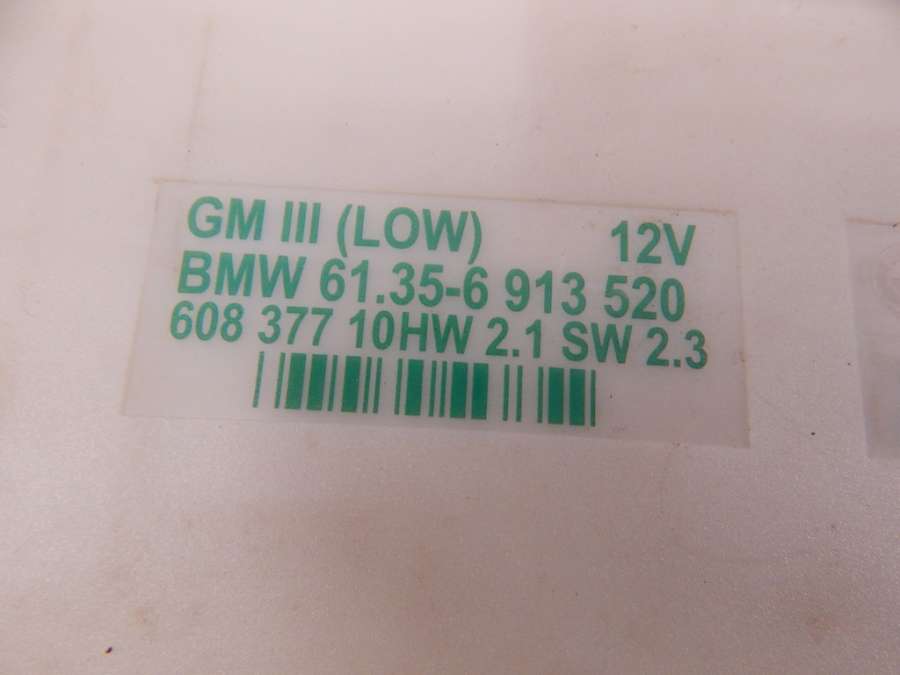 GM III (LOW) 12V
BMW 61.35-6 913 520
608 377 10HW 2.1 SW 2.3